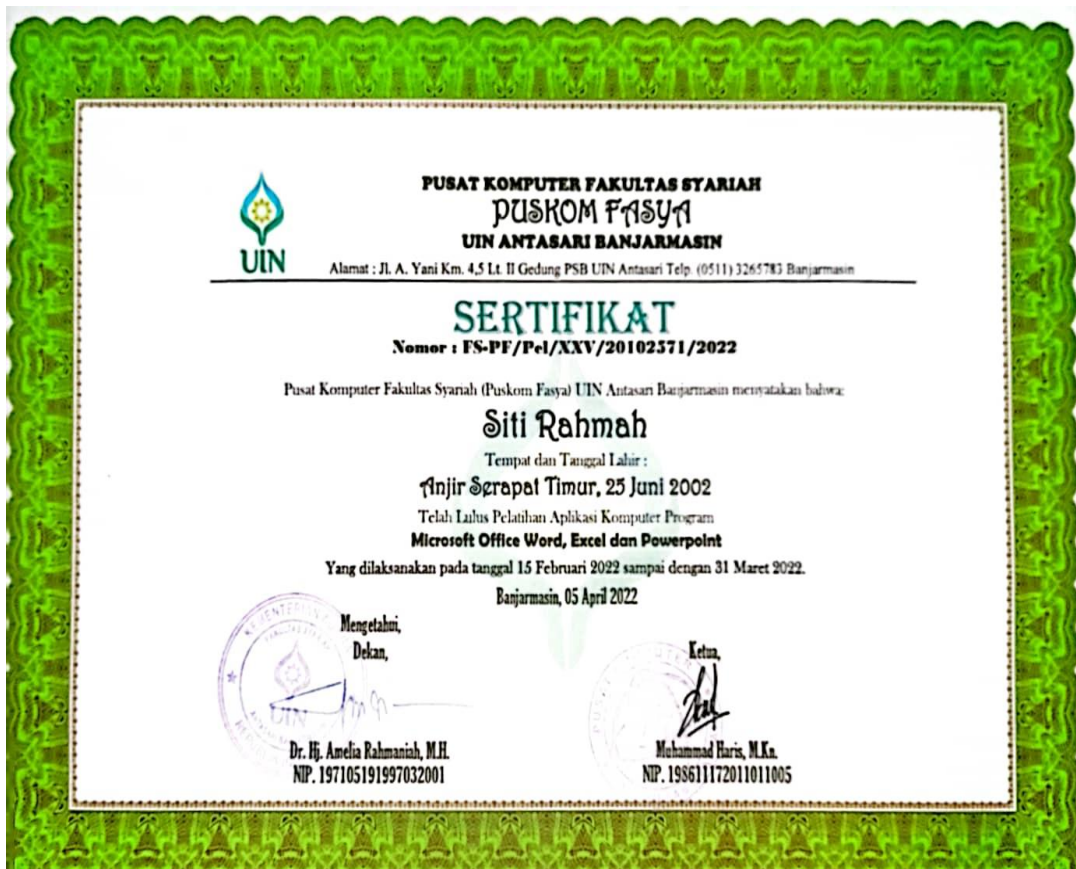 PUSAT KOMPUTER FAKULTAS SYARIAH
PUSKOM FASYA
UIN ANTASARI BANJARMASIN
UIN
Alamat : Jl. A. Yani Km. 4,5 Lt. II Gedung PSB UIN Antasari Telp. (0511) 3265783 Banjarmasin
SERTIFIKAT
Nomor : FS-PF/Pel/XXV/20102571/2022
Pusat Komputer Fakultas Syariah (Puskom Fasya) UIN Antasari Banjarmasin menyatakan bahwa:
Siti Rahmah
Tempat dan Tanggal Lahir :
Anjir Serapat Timur, 25 Juni 2002
Telah Lulus Pelatihan Aplikasi Komputer Program
Microsoft Office Word, Excel dan Powerpoint
Yang dilaksanakan pada tanggal 15 Februari 2022 sampai dengan 31 Maret 2022.
Banjarmasin, 05 April 2022
Mengetahui,
Dekan,
UIN
Dr. Hj. Amelia Rahmaniah, M.H.
NIP. 197105191997032001
Ketua,
Muhammad Haris, M.Kn.
NIP. 198611172011011005